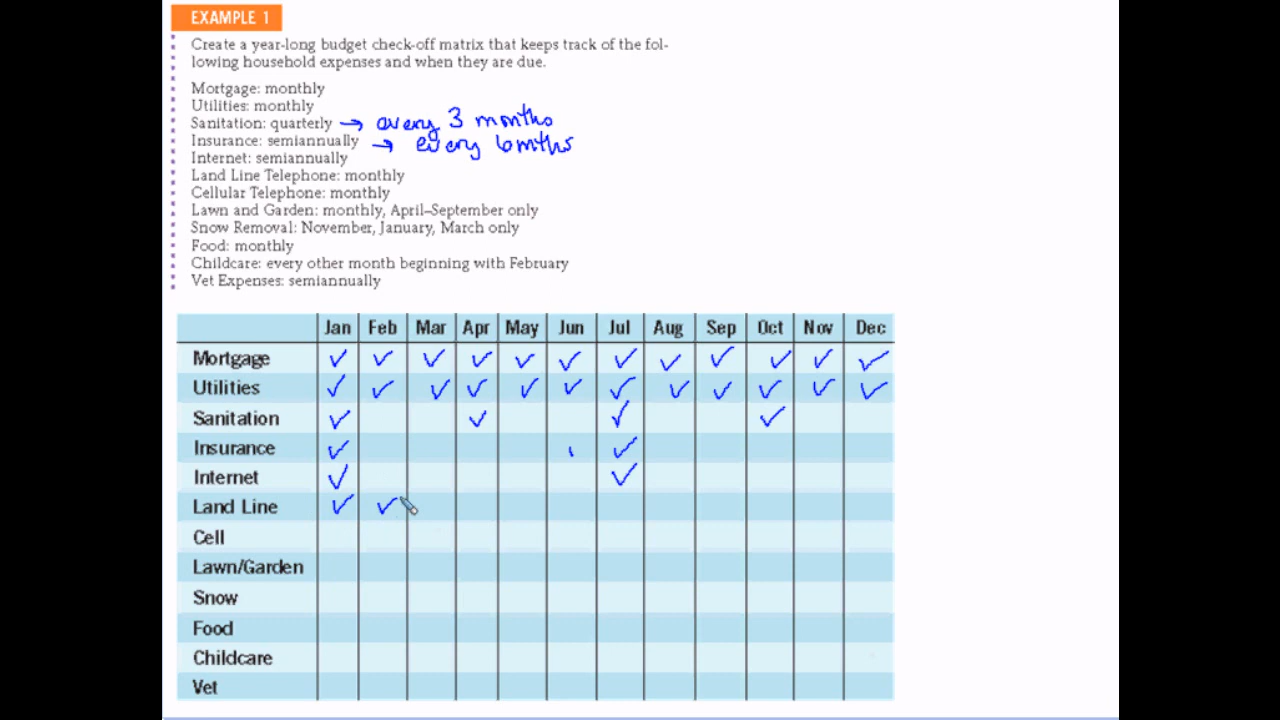 EXAMPLE 1
Create a year-long budget check-off matrix that keeps track of the fol-
lowing household expenses and when they are due.
Mortgage: monthly
Utilities: monthly
Sanitation: quarterly → every 3 months
Insurance: semiannually → every 6 mths
Internet: semiannually
Land Line Telephone: monthly
Cellular Telephone: monthly
Lawn and Garden: monthly, April–September only
Snow Removal: November, January, March only
Food: monthly
Childcare: every other month beginning with February
Vet Expenses: semiannually
Jan Feb Mar Apr May Jun Jul Aug Sep Oct Nov Dec
Mortgage ✓ ✓ ✓ ✓ ✓ ✓ ✓ ✓ ✓ ✓ ✓ ✓
Utilities ✓ ✓ ✓ ✓ ✓ ✓ ✓ ✓ ✓ ✓ ✓ ✓
Sanitation ✓ ✓ ✓ ✓
Insurance ✓ ✓
Internet ✓ ✓
Land Line ✓ ✓
Cell
Lawn/Garden
Snow
Food
Childcare
Vet